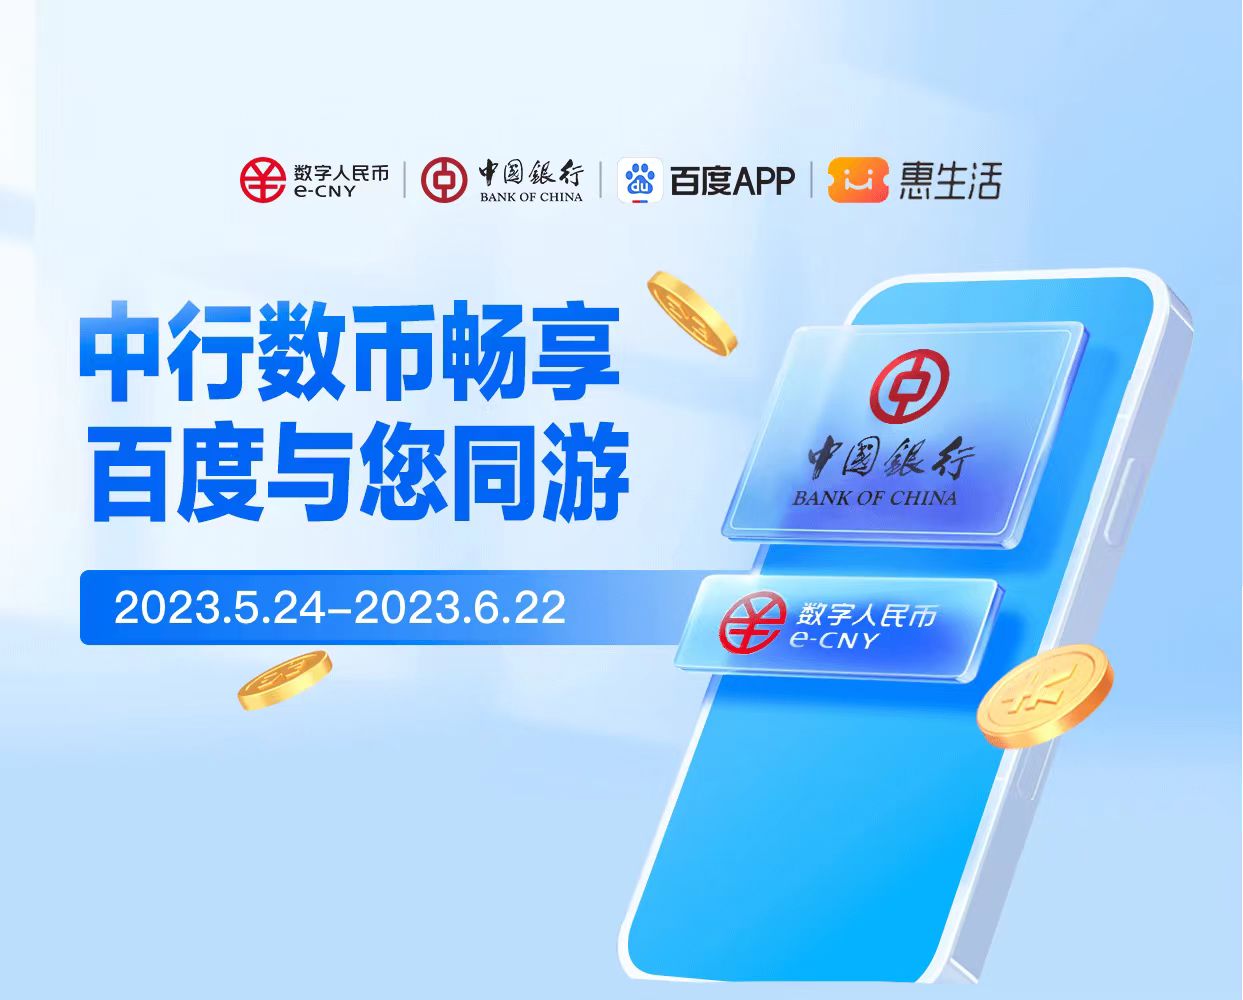 数字人民币
e-CNY
中国銀行
BANK OF CHINA
百度APP
惠生活
中行数币畅享
百度与您同游
2023.5.24-2023.6.22
中国銀行
BANK OF CHINA
数字人民币
e-CNY